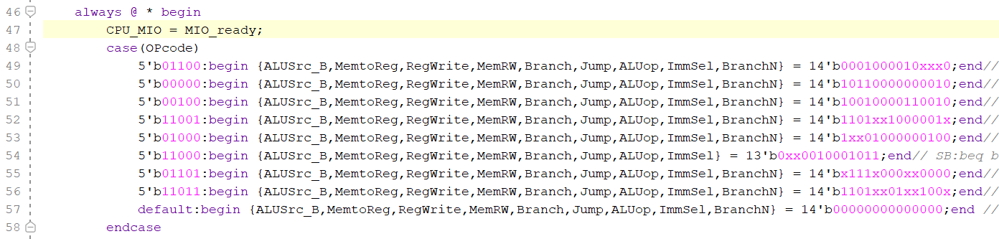 46 always @ * begin
47 CPU_MIO = MIO_ready;
48 case(OPcode)
49 5'b01100:begin {ALUSrc_B,MemtoReg,RegWrite,MemRW,Branch,Jump,ALUop,ImmSel,BranchN} = 14'b0001000010xxx0;end//
50 5'b00000:begin {ALUSrc_B,MemtoReg,RegWrite,MemRW,Branch,Jump,ALUop,ImmSel,BranchN} = 14'b10110000000010;end//
51 5'b00100:begin {ALUSrc_B,MemtoReg,RegWrite,MemRW,Branch,Jump,ALUop,ImmSel,BranchN} = 14'b10010000110010;end//
52 5'b11001:begin {ALUSrc_B,MemtoReg,RegWrite,MemRW,Branch,Jump,ALUop,ImmSel,BranchN} = 14'b1101xx1000001x;end//
53 5'b01000:begin {ALUSrc_B,MemtoReg,RegWrite,MemRW,Branch,Jump,ALUop,ImmSel,BranchN} = 14'b1xx01000000100;end//
54 5'b11000:begin {ALUSrc_B,MemtoReg,RegWrite,MemRW,Branch,Jump,ALUop,ImmSel} = 13'b0xx0010001011;end// SB:beq b
55 5'b01101:begin {ALUSrc_B,MemtoReg,RegWrite,MemRW,Branch,Jump,ALUop,ImmSel,BranchN} = 14'bx111x000xx0000;end//
56 5'b11011:begin {ALUSrc_B,MemtoReg,RegWrite,MemRW,Branch,Jump,ALUop,ImmSel,BranchN} = 14'b1101xx01xx100x;end//
57 default:begin {ALUSrc_B,MemtoReg,RegWrite,MemRW,Branch,Jump,ALUop,ImmSel,BranchN} = 14'b00000000000000;end //
58 endcase